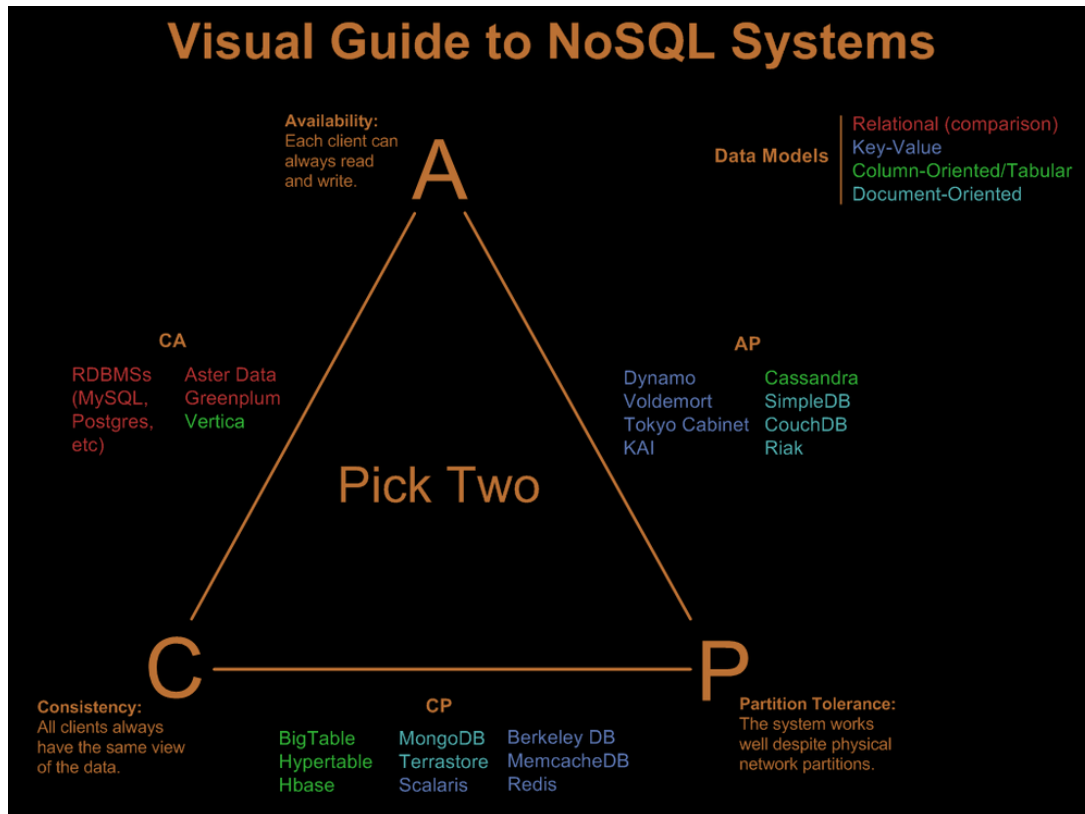 Visual Guide to NoSQL Systems
Availability:
Each client can
always read
and write.
A
Data Models
Relational (comparison)
Key-Value
Column-Oriented/Tabular
Document-Oriented
CA
RDBMSs
(MySQL,
Postgres,
etc)
Aster Data
Greenplum
Vertica
AP
Dynamo
Voldemort
Tokyo Cabinet
KAI
Cassandra
SimpleDB
CouchDB
Riak
Pick Two
C
Consistency:
All clients always
have the same view
of the data.
CP
BigTable
Hypertable
Hbase
MongoDB
Terrastore
Scalaris
Berkeley DB
MemcacheDB
Redis
P
Partition Tolerance:
The system works
well despite physical
network partitions.